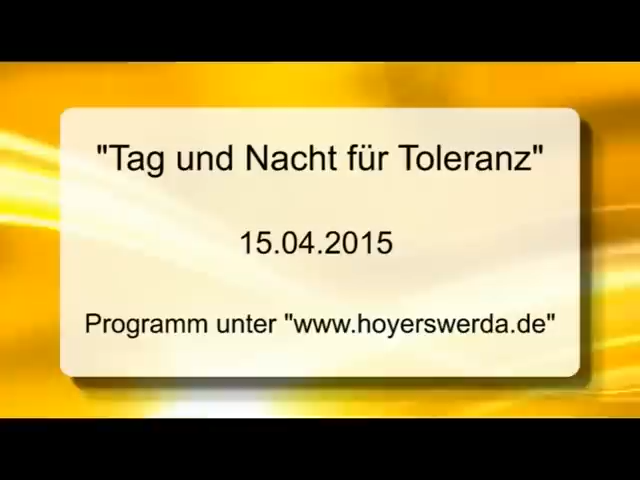 "Tag und Nacht für Toleranz"
15.04.2015
Programm unter "www.hoyerswerda.de"